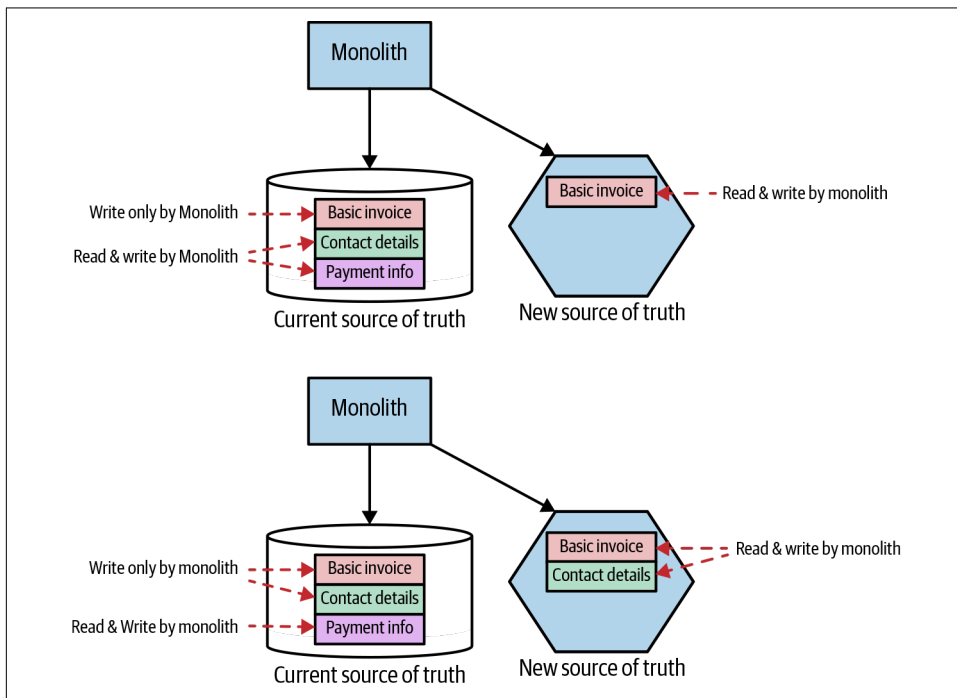 Monolith
Basic invoice
Read & write by monolith
Write only by Monolith
Basic invoice
Read & write by Monolith
Contact details
Payment info
Current source of truth
New source of truth
Monolith
Basic invoice
Read & write by monolith
Contact details
Write only by monolith
Basic invoice
Contact details
Read & Write by monolith
Payment info
Current source of truth
New source of truth